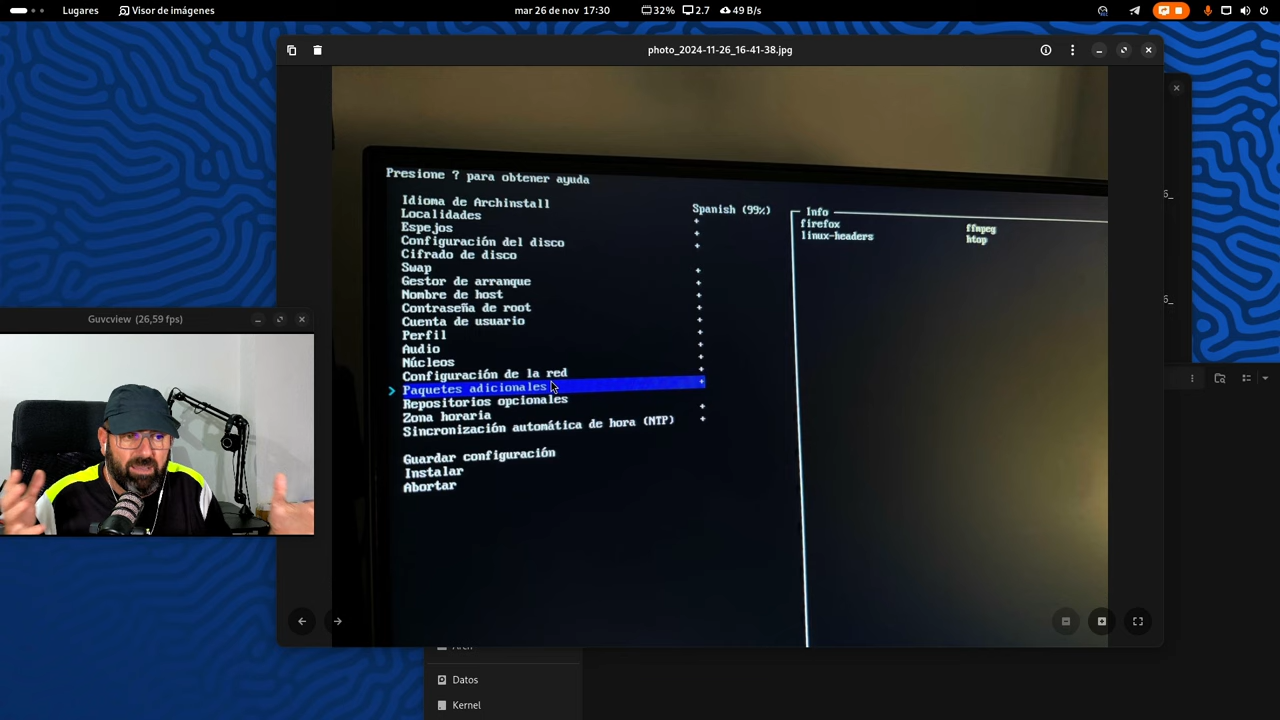 Lugares
Visor de imágenes
mar 26 de nov 17:30
32%
2.7
49 B/s
photo_2024-11-26_16-41-38.jpg
Presione ? para obtener ayuda
Idioma de Archinstall Spanish (99%)
Localidades +
Espejos +
Configuración del disco +
Cifrado de disco
Swap +
Gestor de arranque +
Nombre de host +
Contraseña de root +
Cuenta de usuario +
Perfil +
Audio +
Núcleos +
Configuración de la red +
> Paquetes adicionales +
Repositorios opcionales
Zona horaria +
Sincronización automática de hora (NTP) +
Guardar configuración
Instalar
Abortar
Info
firefox ffmpeg
linux-headers htop
Guvcview (26,59 fps)
Datos
Kernel